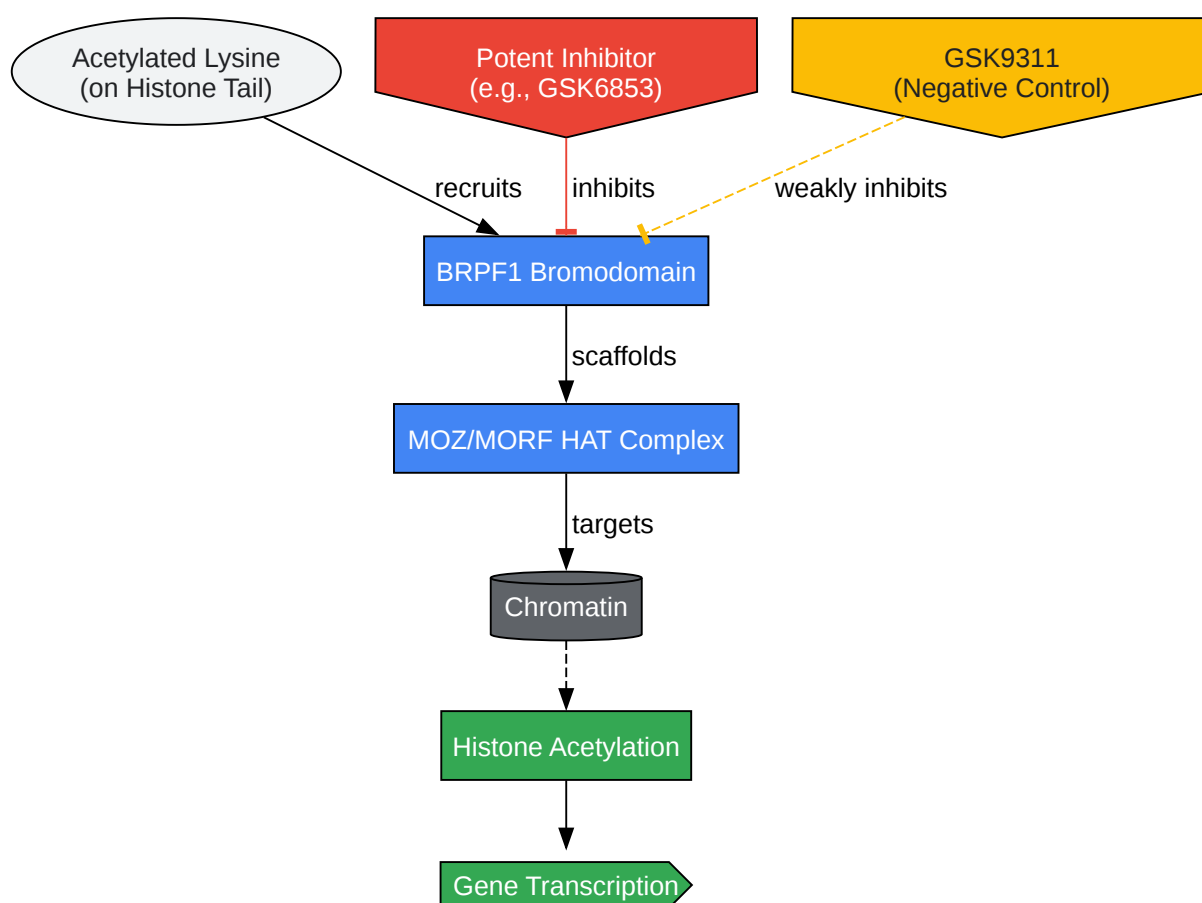 Acetylated Lysine
(on Histone Tail)
Potent Inhibitor
(e.g., GSK6853)
GSK9311
(Negative Control)
recruits
inhibits
weakly inhibits
BRPF1 Bromodomain
scaffolds
MOZ/MORF HAT Complex
targets
Chromatin
Histone Acetylation
Gene Transcription